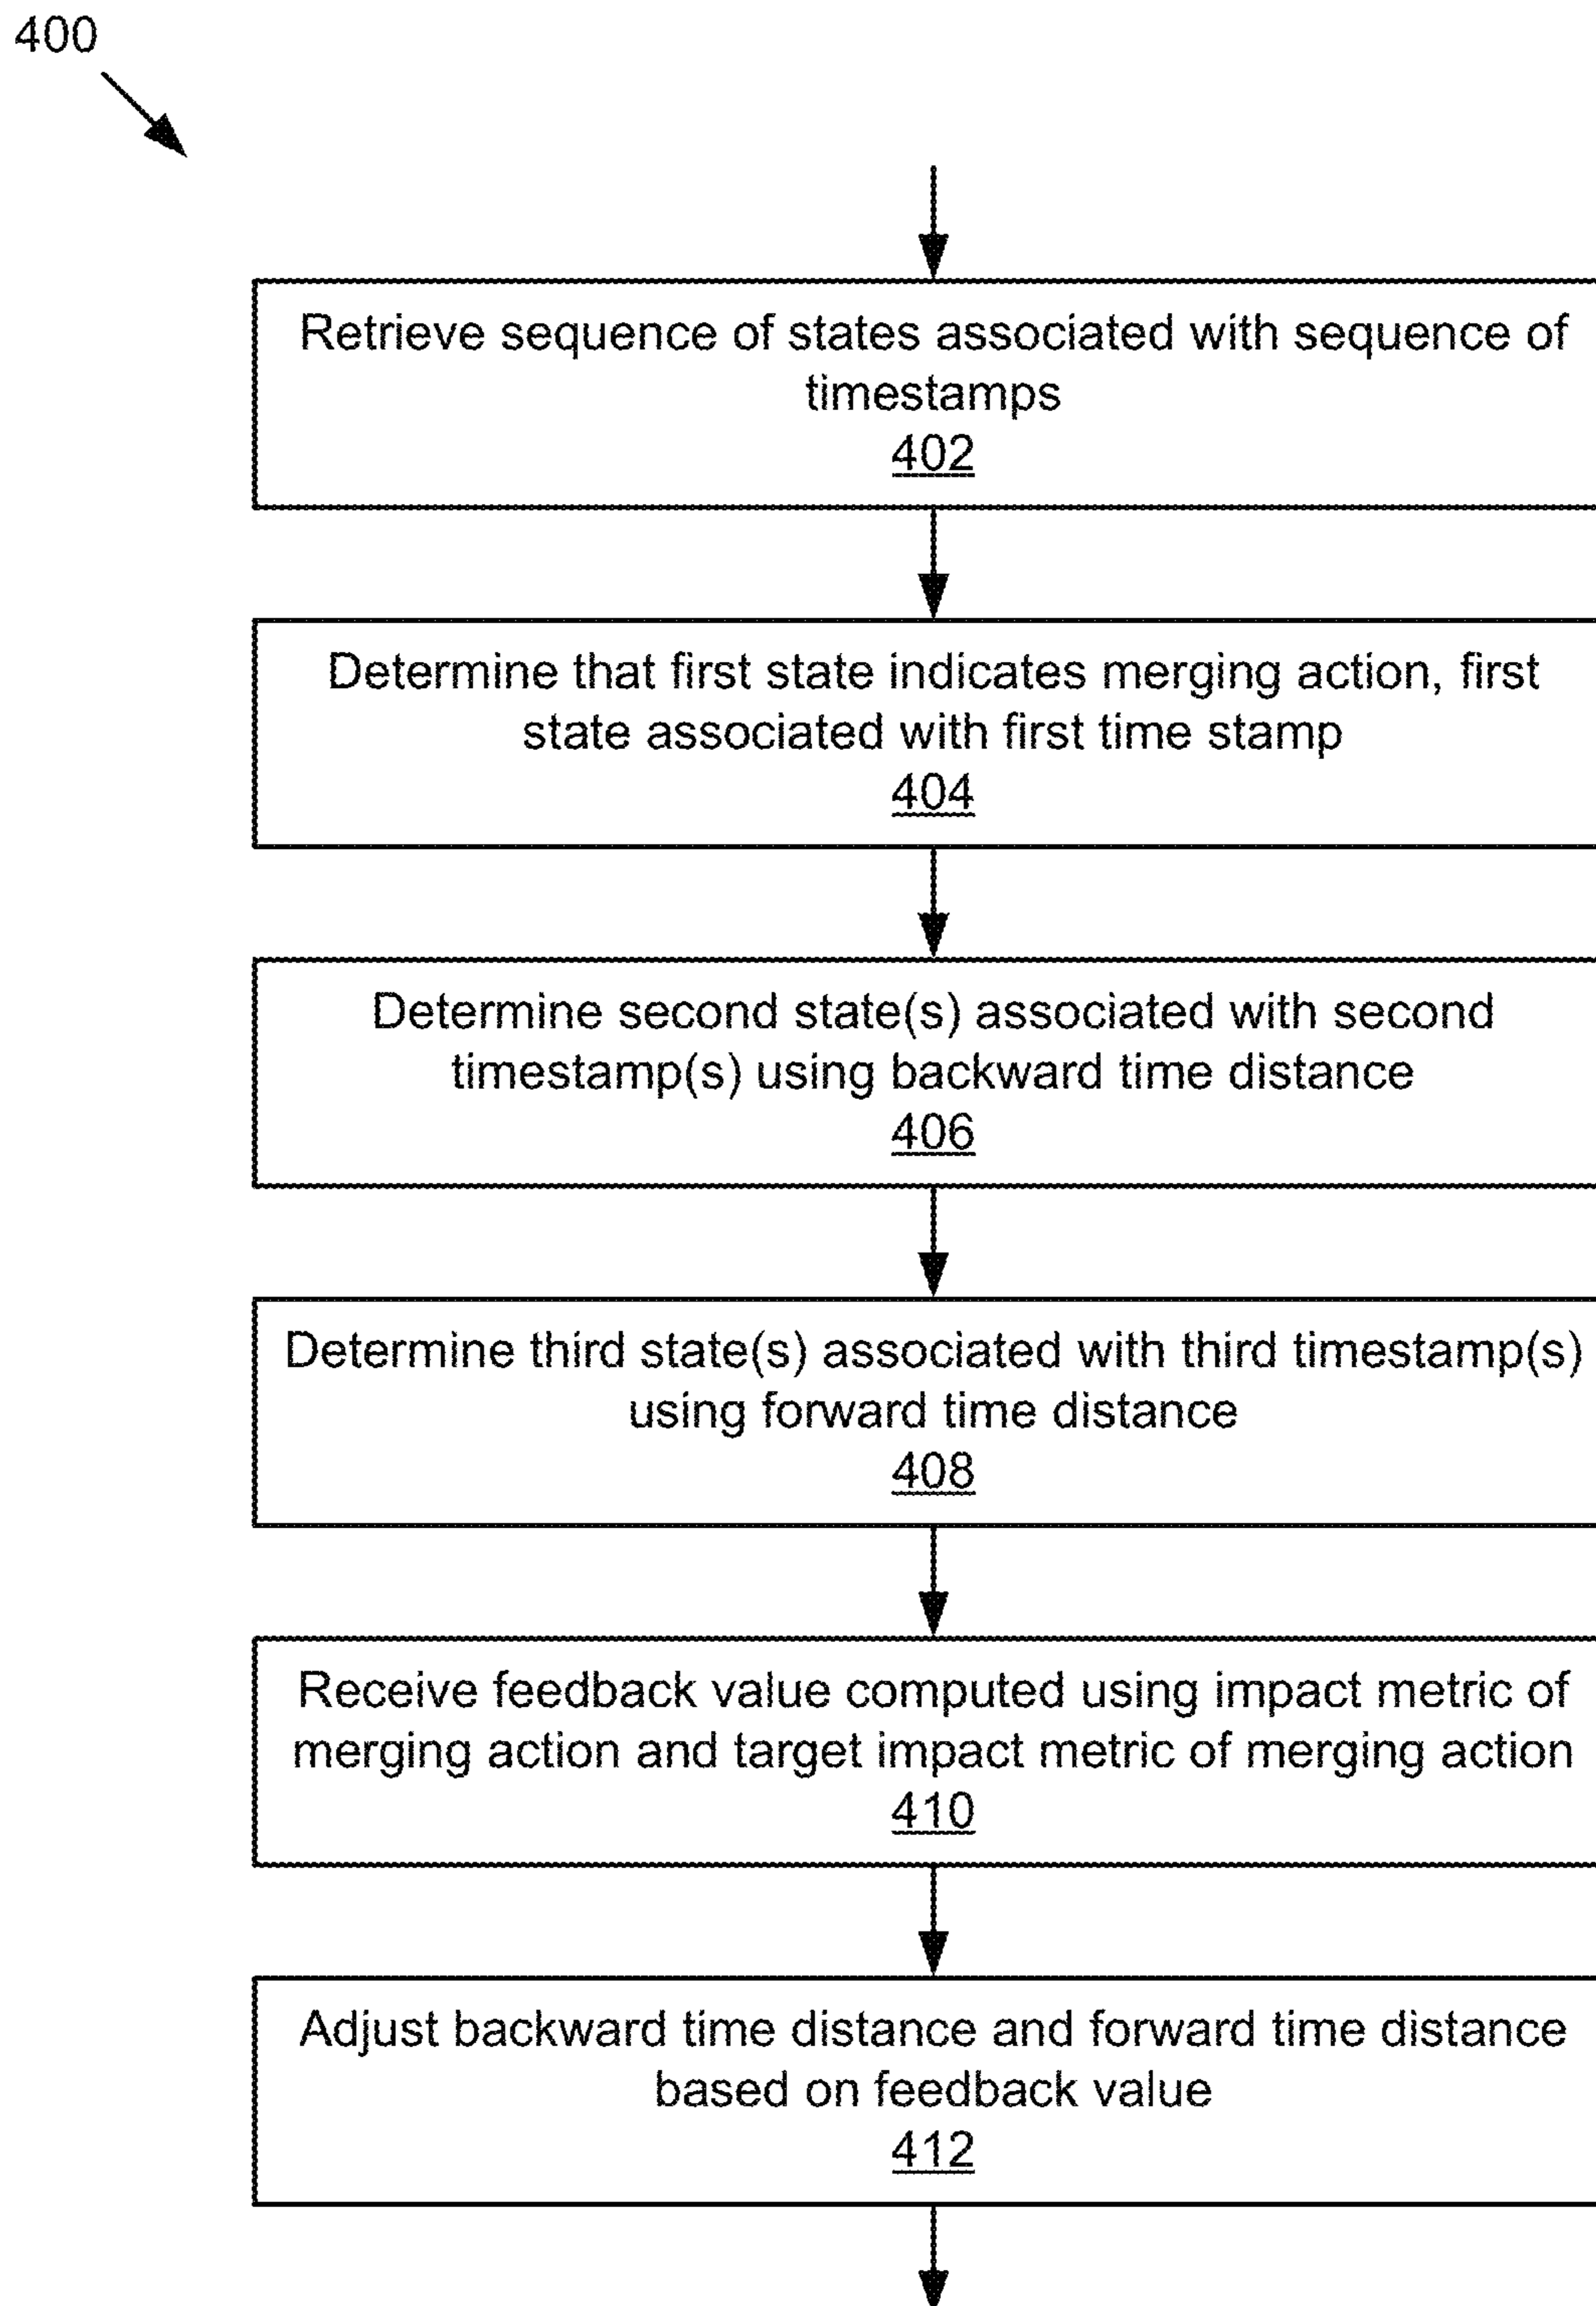 400
Retrieve sequence of states associated with sequence of
timestamps
402
Determine that first state indicates merging action, first
state associated with first time stamp
404
Determine second state(s) associated with second
timestamp(s) using backward time distance
406
Determine third state(s) associated with third timestamp(s)
using forward time distance
408
Receive feedback value computed using impact metric of
merging action and target impact metric of merging action
410
Adjust backward time distance and forward time distance
based on feedback value
412